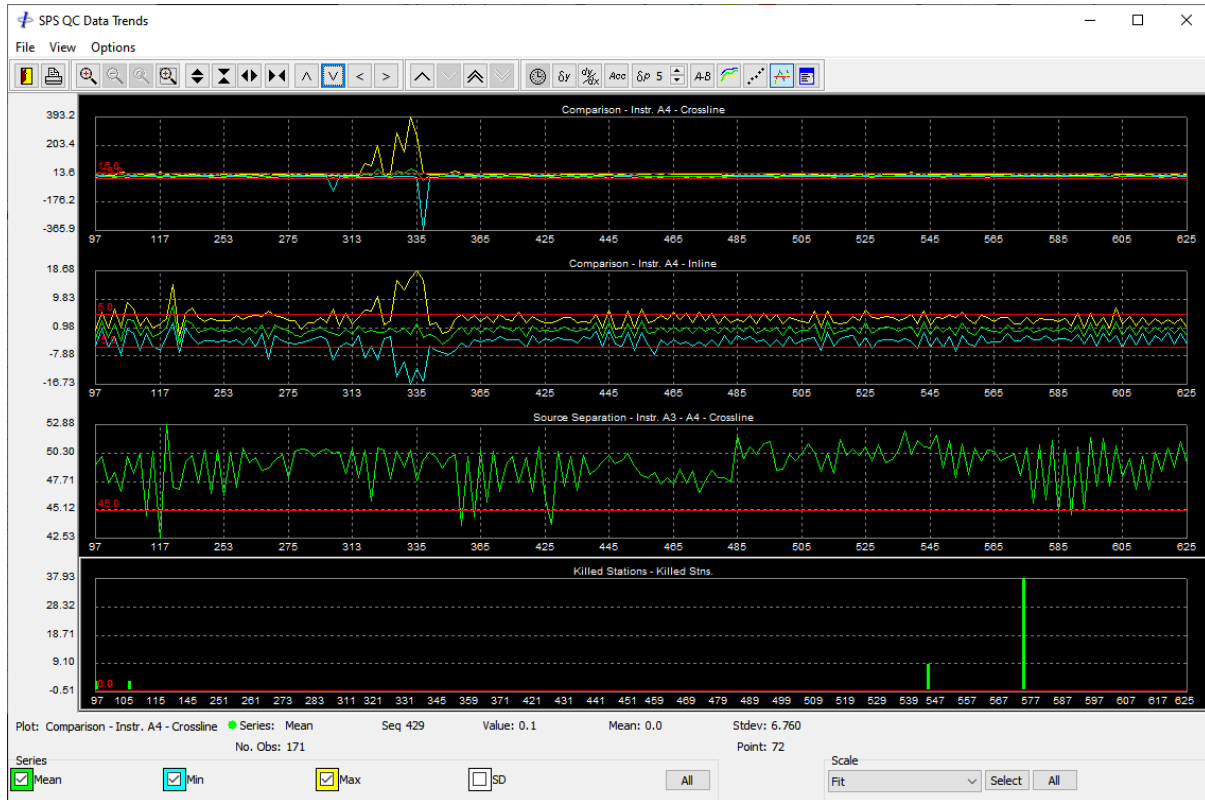 SPS QC Data Trends
File View Options
δy dy/dx Acc δρ 5 A-B
Comparison - Instr. A4 - Crossline
393.2
203.4
13.6
-176.2
-365.9
15.0
97 117 253 275 313 335 365 425 445 465 485 505 525 545 565 585 605 625
Comparison - Instr. A4 - Inline
18.68
9.83
0.98
-7.88
-16.73
5.0
97 117 253 275 313 335 365 425 445 465 485 505 525 545 565 585 605 625
Source Separation - Instr. A3 - A4 - Crossline
52.88
50.30
47.71
45.12
42.53
45.0
97 117 253 275 313 335 365 425 445 465 485 505 525 545 565 585 605 625
Killed Stations - Killed Stns.
37.93
28.32
18.71
9.10
-0.51
0.0
97 105 115 145 251 261 273 283 311 321 331 343 361 421 431 441 451 459 469 479 489 499 509 519 529 539 547 557 567 577 587 597 607 617 625
Plot: Comparison - Instr. A4 - Crossline Series: Mean Seq 429 Value: 0.1 Mean: 0.0 Stdev: 6.760
No. Obs: 171 Point: 72
Series Scale
Mean Min Max SD All Fit Select All